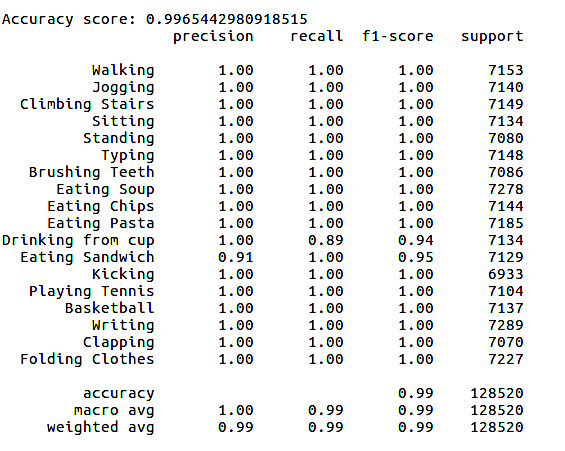 Accuracy score: 0.9965442980918515
precision recall f1-score support
Walking 1.00 1.00 1.00 7153
Jogging 1.00 1.00 1.00 7140
Climbing Stairs 1.00 1.00 1.00 7149
Sitting 1.00 1.00 1.00 7134
Standing 1.00 1.00 1.00 7080
Typing 1.00 1.00 1.00 7148
Brushing Teeth 1.00 1.00 1.00 7086
Eating Soup 1.00 1.00 1.00 7278
Eating Chips 1.00 1.00 1.00 7144
Eating Pasta 1.00 1.00 1.00 7185
Drinking from cup 1.00 0.89 0.94 7134
Eating Sandwich 0.91 1.00 0.95 7129
Kicking 1.00 1.00 1.00 6933
Playing Tennis 1.00 1.00 1.00 7104
Basketball 1.00 1.00 1.00 7137
Writing 1.00 1.00 1.00 7289
Clapping 1.00 1.00 1.00 7070
Folding Clothes 1.00 1.00 1.00 7227
accuracy 0.99 128520
macro avg 1.00 0.99 0.99 128520
weighted avg 0.99 0.99 0.99 128520